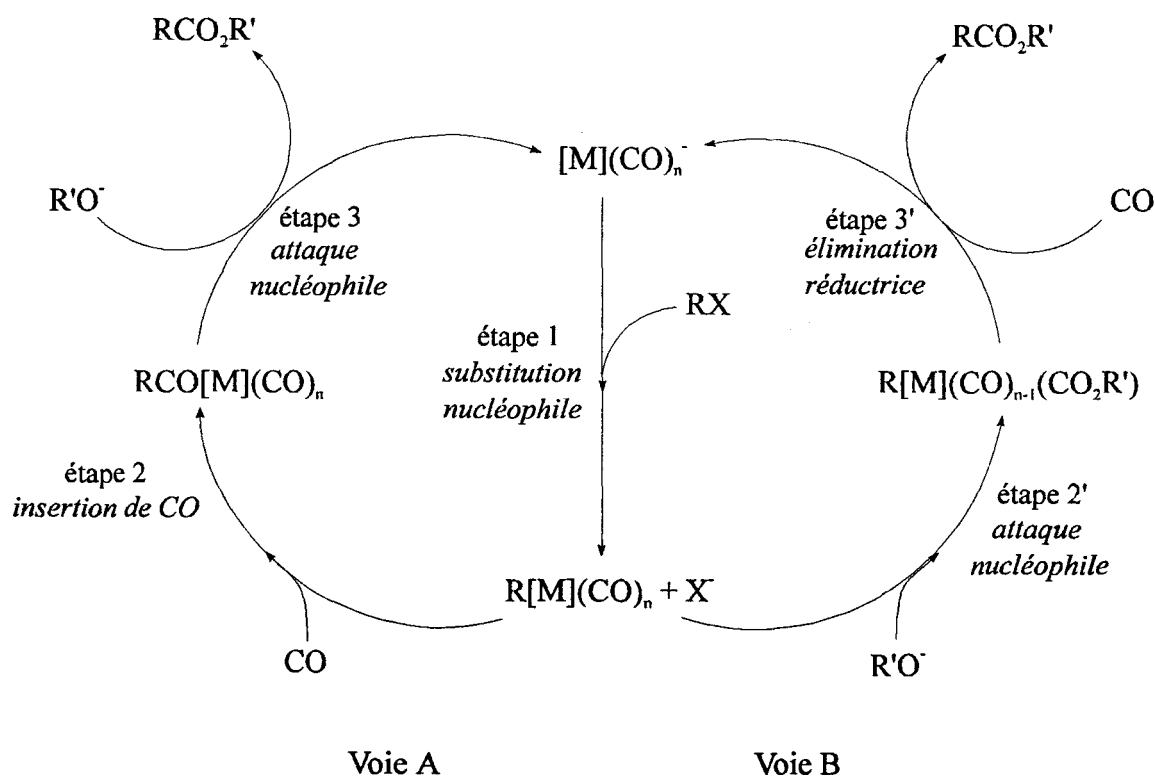 RCO₂R'
RCO₂R'
[M](CO)ₙ⁻
R'O⁻
CO
étape 3
attaque
nucléophile
étape 3'
élimination
réductrice
RX
étape 1
substitution
nucléophile
RCO[M](CO)ₙ
R[M](CO)ₙ₋₁(CO₂R')
étape 2
insertion de CO
étape 2'
attaque
nucléophile
R[M](CO)ₙ + X⁻
CO
R'O⁻
Voie A
Voie B